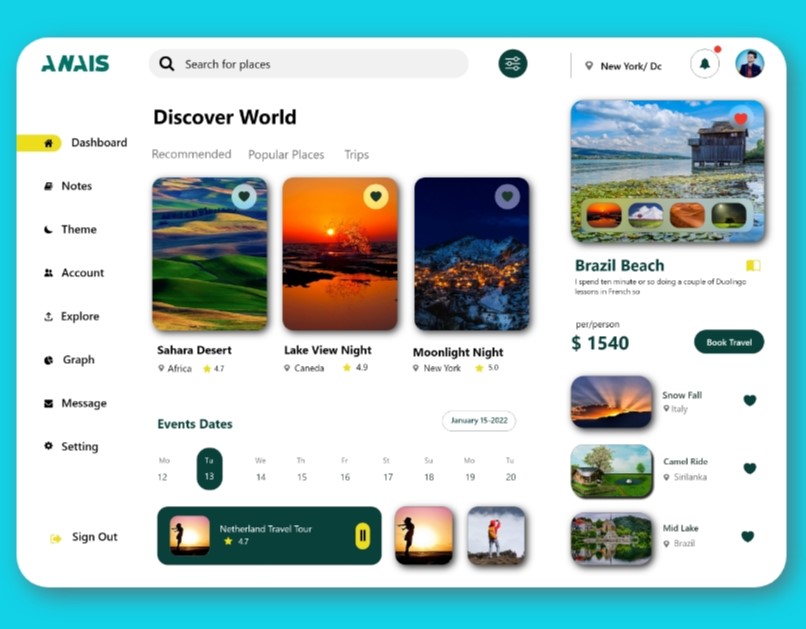 ANAIS
Search for places
New York/ Dc
Dashboard
Notes
Theme
Account
Explore
Graph
Message
Setting
Sign Out
Discover World
Recommended Popular Places Trips
Sahara Desert
Africa 4.7
Lake View Night
Caneda 4.9
Moonlight Night
New York 5.0
Events Dates
January 15-2022
Mo Tu We Th Fr St Su Mo Tu
12 13 14 15 16 17 18 19 20
Netherland Travel Tour
4.7
Brazil Beach
I spend ten minute or so doing a couple of Duolingo
lessons in French so
per/person
$ 1540
Book Travel
Snow Fall
Italy
Camel Ride
Sirilanka
Mid Lake
Brazil